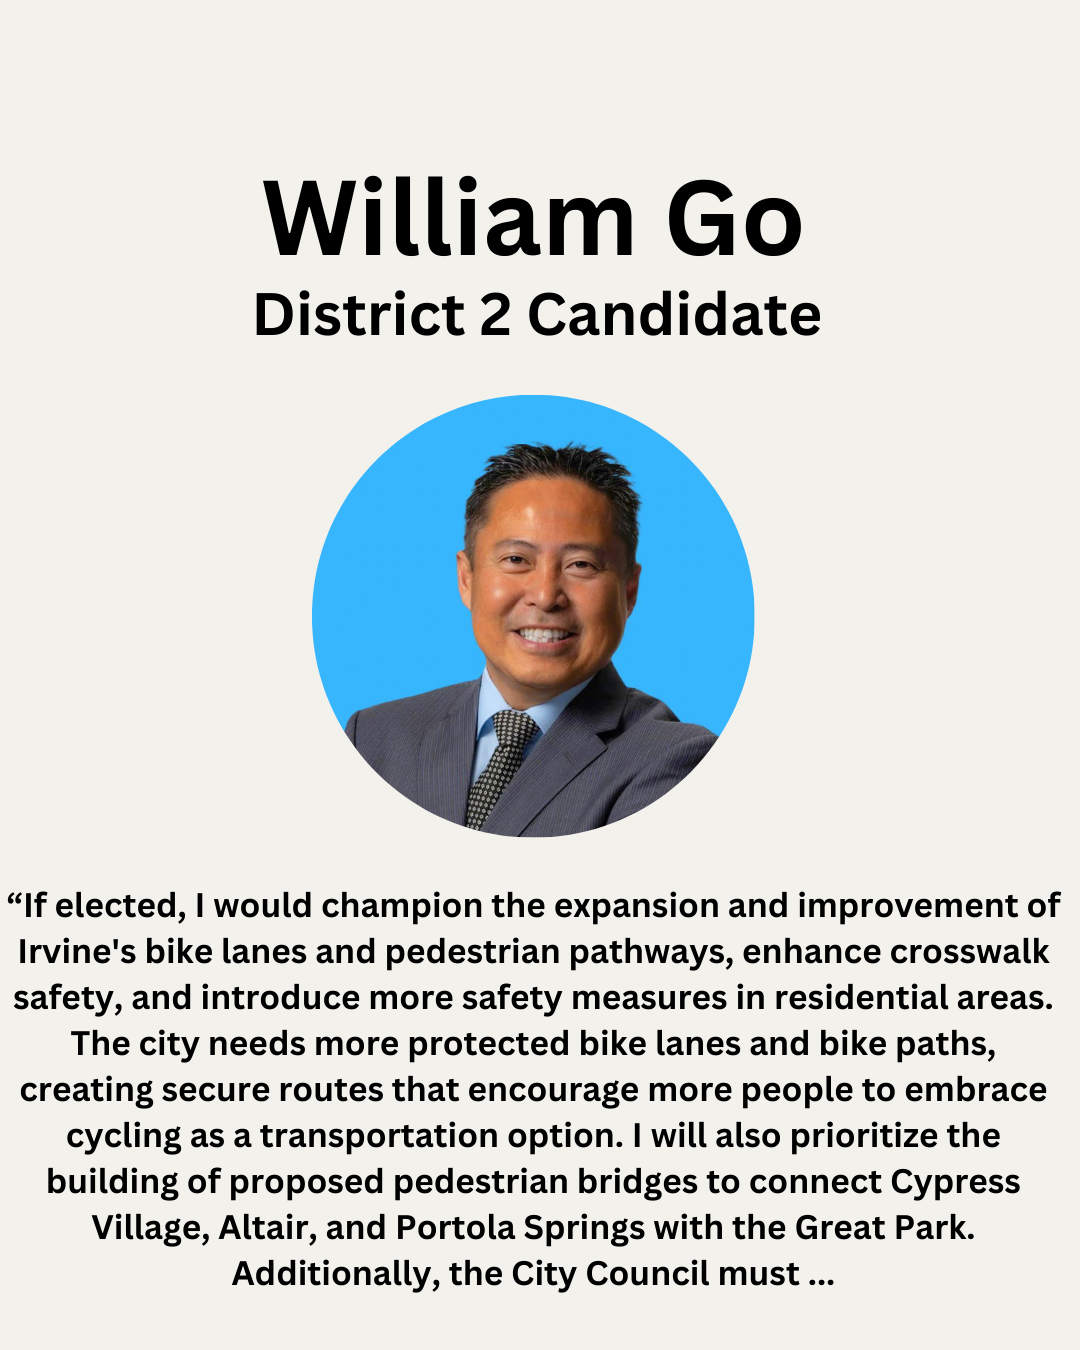 William Go
District 2 Candidate
“If elected, I would champion the expansion and improvement of
Irvine's bike lanes and pedestrian pathways, enhance crosswalk
safety, and introduce more safety measures in residential areas.
The city needs more protected bike lanes and bike paths,
creating secure routes that encourage more people to embrace
cycling as a transportation option. I will also prioritize the
building of proposed pedestrian bridges to connect Cypress
Village, Altair, and Portola Springs with the Great Park.
Additionally, the City Council must ...